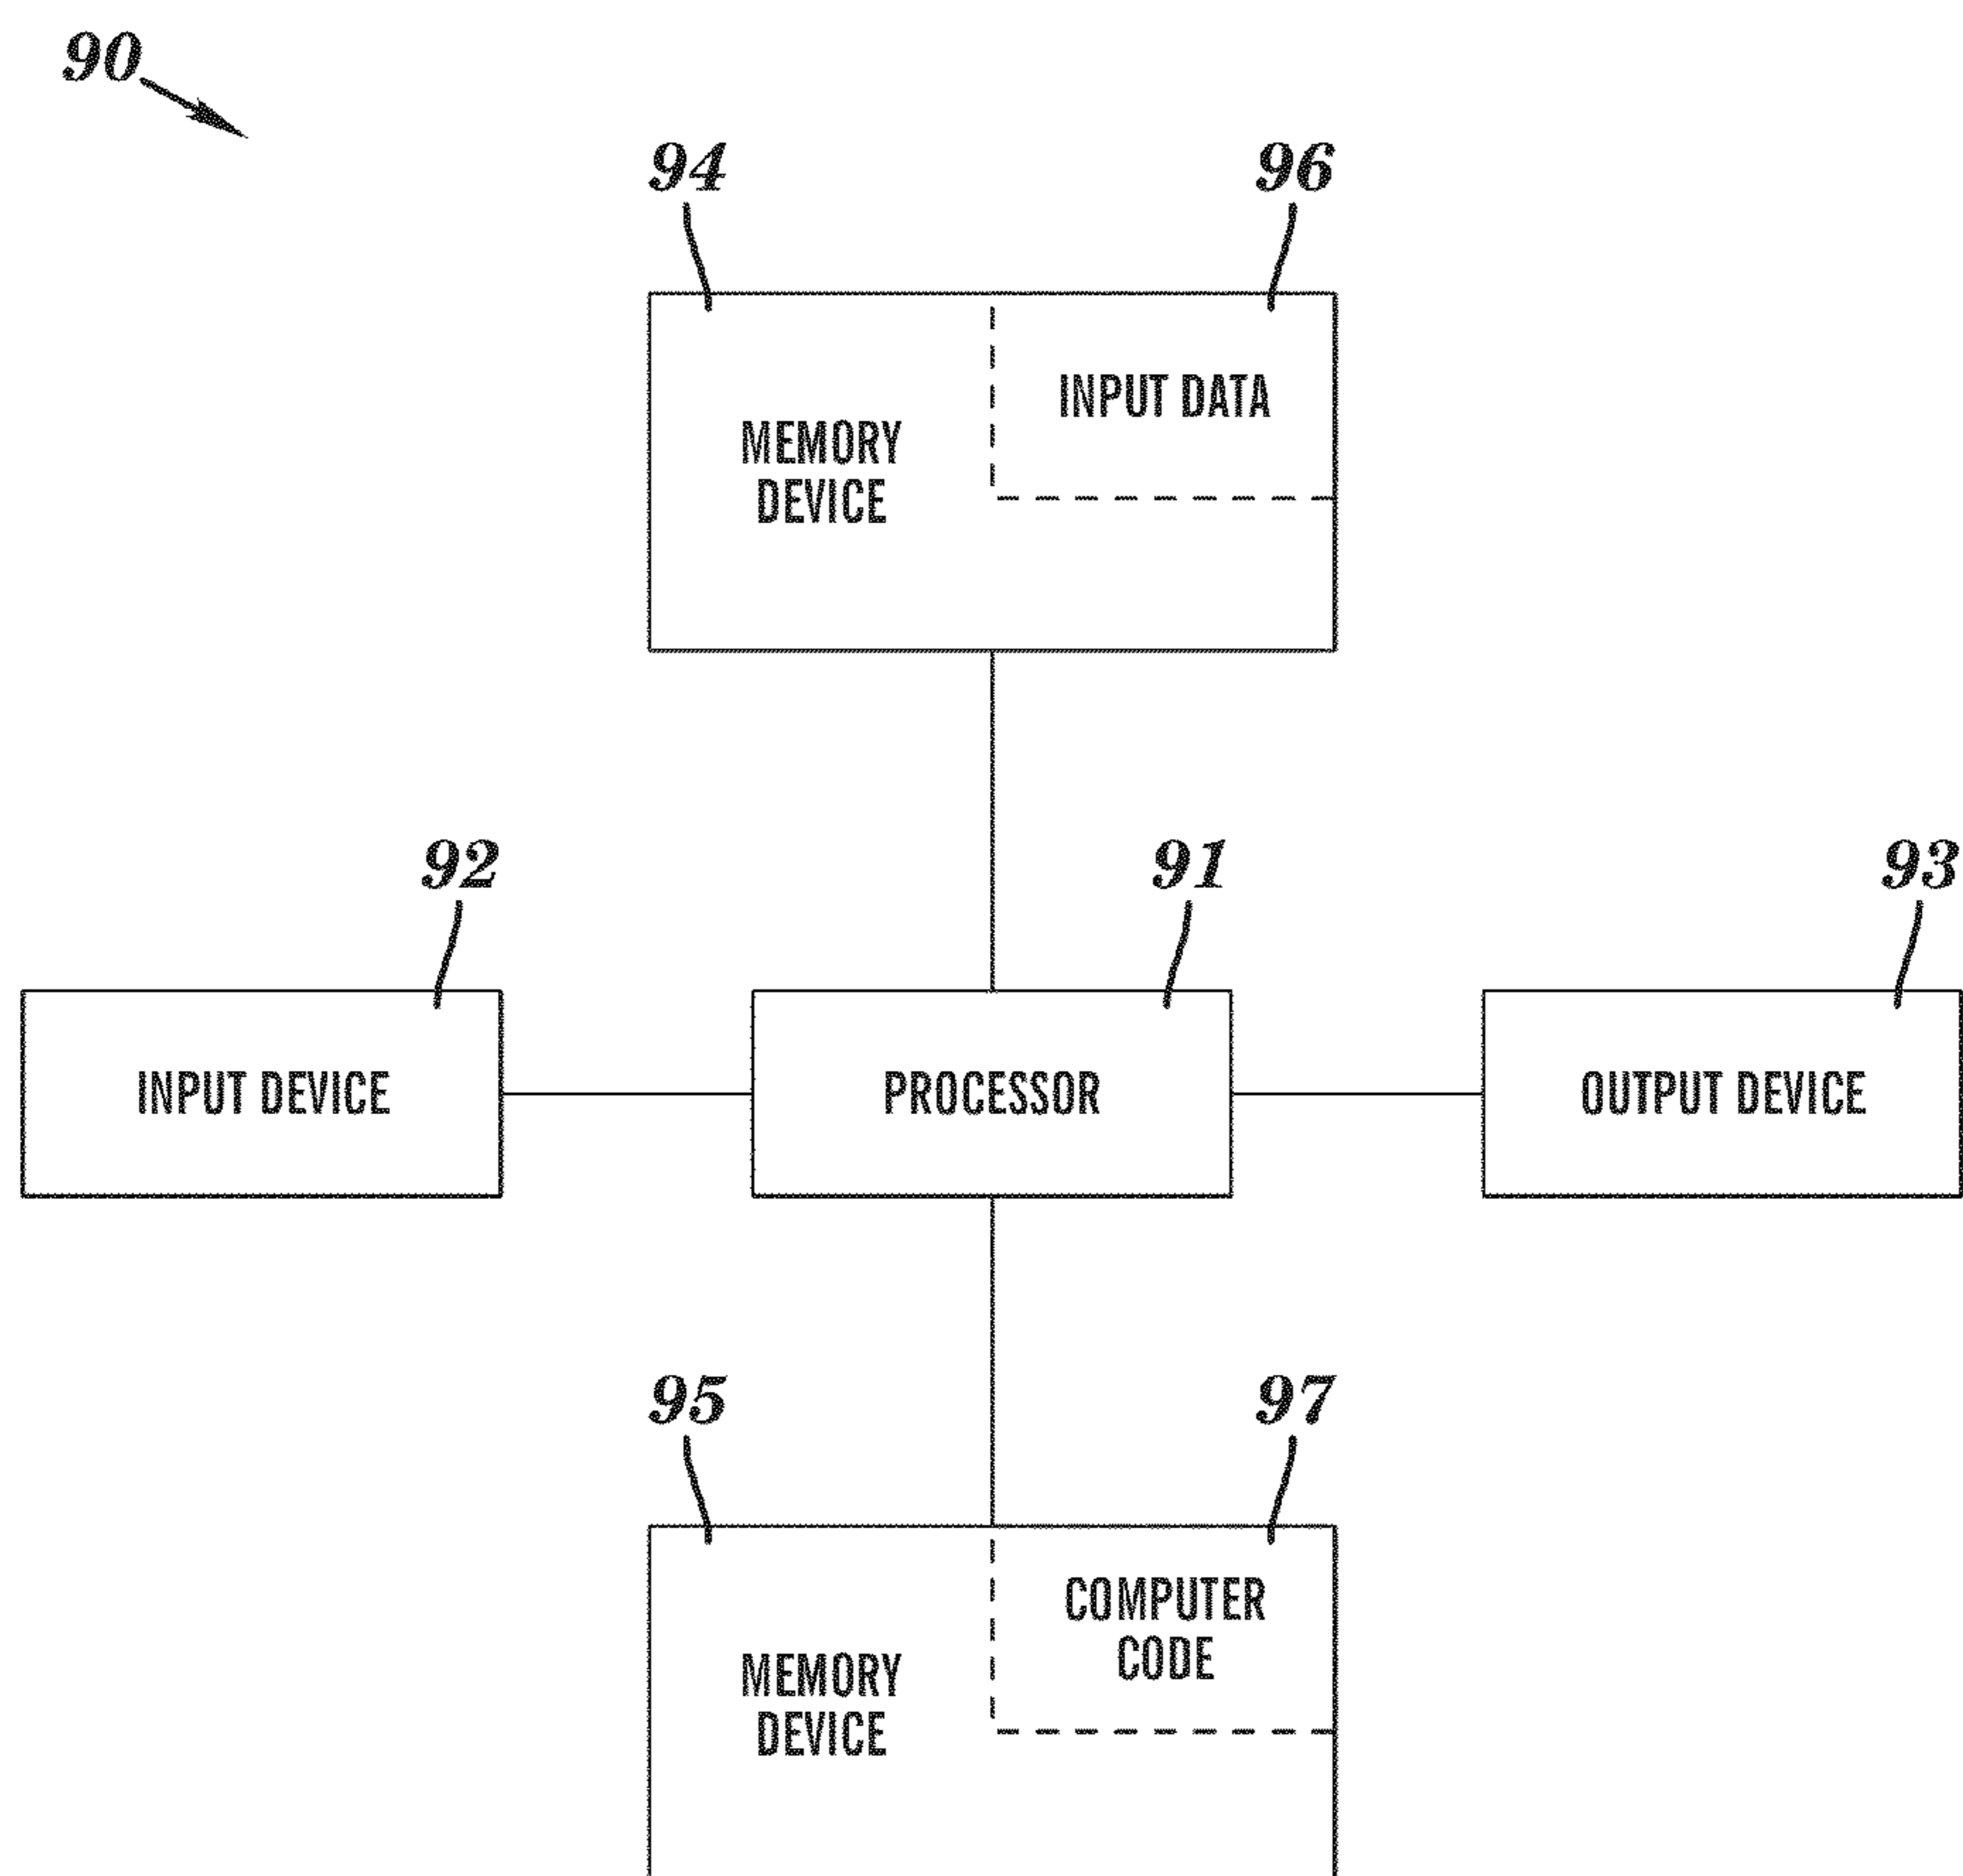 90
94
96
INPUT DATA
MEMORY
DEVICE
92
91
93
INPUT DEVICE
PROCESSOR
OUTPUT DEVICE
95
97
COMPUTER
CODE
MEMORY
DEVICE